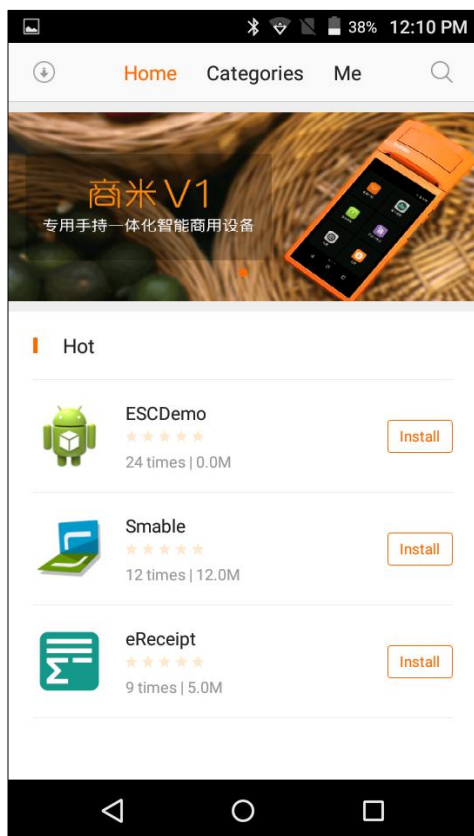 38% 12:10 PM
Home Categories Me
商米V1
专用手持一体化智能商用设备
Hot
ESCDemo
24 times | 0.0M
Install
Smable
12 times | 12.0M
Install
eReceipt
9 times | 5.0M
Install